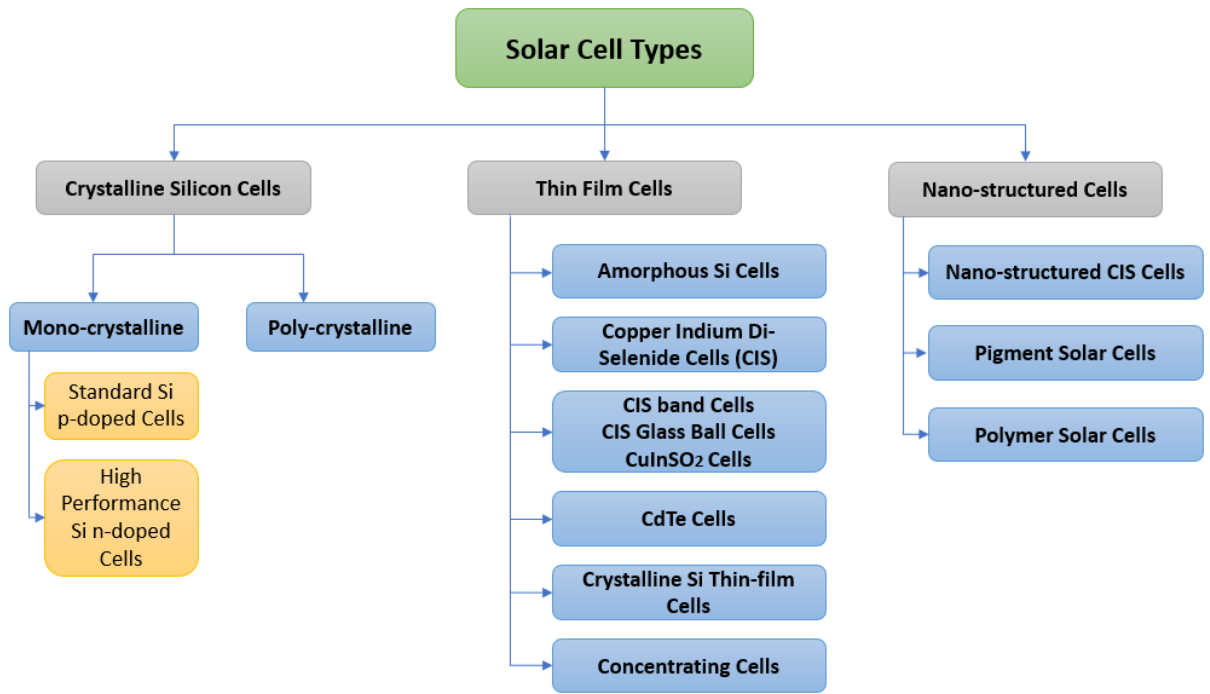 Solar Cell Types
Crystalline Silicon Cells
Thin Film Cells
Nano-structured Cells
Mono-crystalline
Poly-crystalline
Standard Si
p-doped Cells
High
Performance
Si n-doped
Cells
Amorphous Si Cells
Copper Indium Di-
Selenide Cells (CIS)
CIS band Cells
CIS Glass Ball Cells
CuInSO₂ Cells
CdTe Cells
Crystalline Si Thin-film
Cells
Concentrating Cells
Nano-structured CIS Cells
Pigment Solar Cells
Polymer Solar Cells